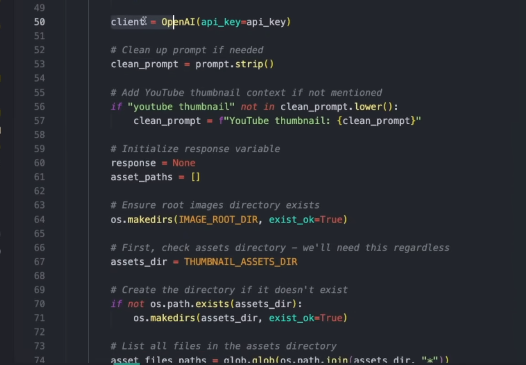 49
50 client = OpenAI(api_key=api_key)
51
52 # Clean up prompt if needed
53 clean_prompt = prompt.strip()
54
55 # Add YouTube thumbnail context if not mentioned
56 if "youtube thumbnail" not in clean_prompt.lower():
57 clean_prompt = f"YouTube thumbnail: {clean_prompt}"
58
59 # Initialize response variable
60 response = None
61 asset_paths = []
62
63 # Ensure root images directory exists
64 os.makedirs(IMAGE_ROOT_DIR, exist_ok=True)
65
66 # First, check assets directory – we'll need this regardless
67 assets_dir = THUMBNAIL_ASSETS_DIR
68
69 # Create the directory if it doesn't exist
70 if not os.path.exists(assets_dir):
71 os.makedirs(assets_dir, exist_ok=True)
72
73 # List all files in the assets directory
74 asset_files_paths = glob.glob(os.path.join(assets_dir, "*"))